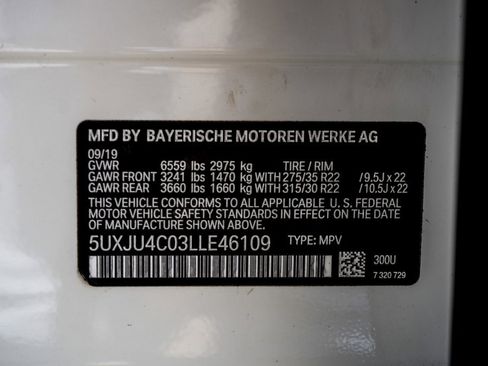 MFD BY BAYERISCHE MOTOREN WERKE AG
09/19
GVWR 6559 lbs 2975 kg TIRE / RIM
GAWR FRONT 3241 lbs 1470 kg WITH 275/35 R22 / 9.5J x 22
GAWR REAR 3660 lbs 1660 kg WITH 315/30 R22 / 10.5J x 22
THIS VEHICLE CONFORMS TO ALL APPLICABLE U. S. FEDERAL
MOTOR VEHICLE SAFETY STANDARDS IN EFFECT ON THE DATE
OF MANUFACTURE SHOWN ABOVE.
5UXJU4C03LLE46109 TYPE: MPV
300U
7 320 729